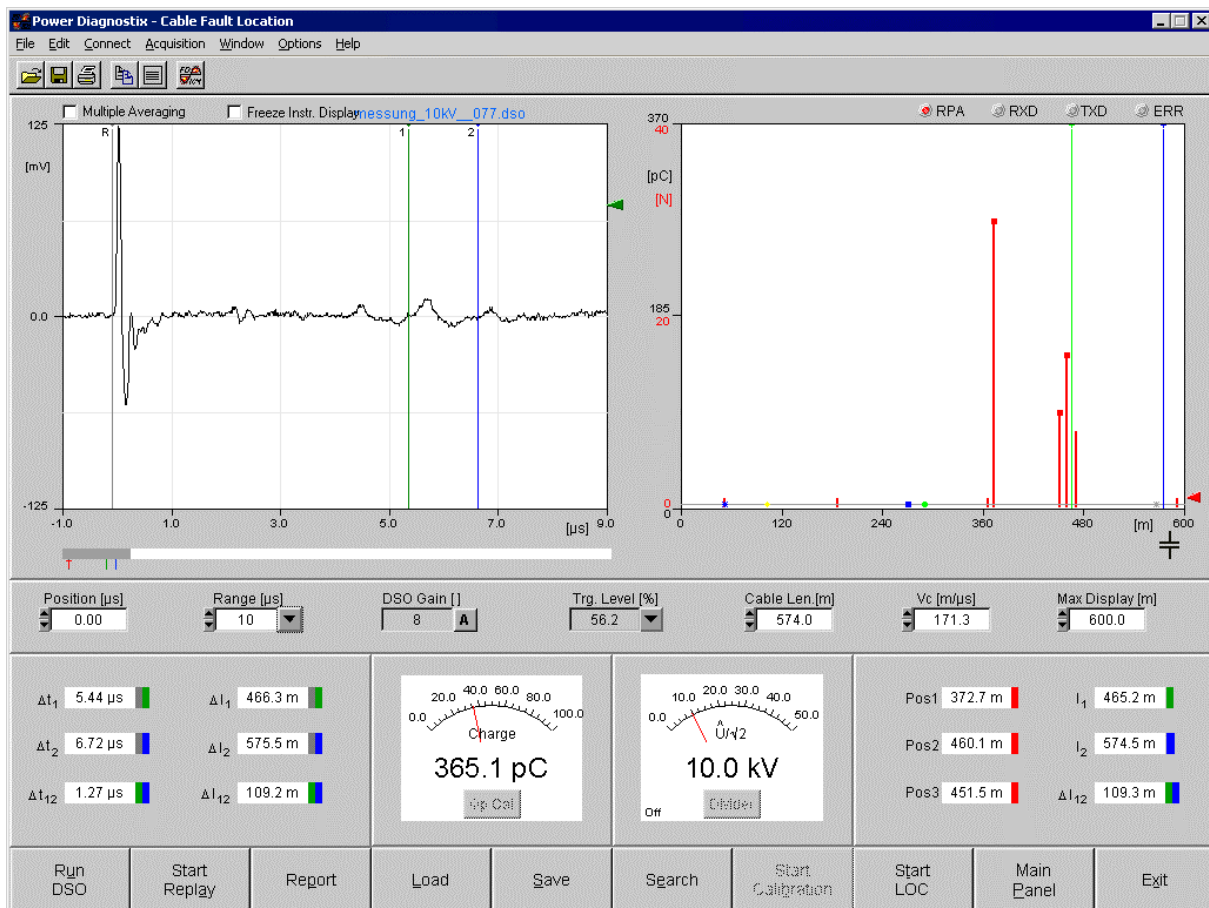 Power Diagnostix - Cable Fault Location
File Edit Connect Acquisition Window Options Help
Multiple Averaging Freeze Instr. Display messung_10kV__077.dso
RPA RXD TXD ERR
125 R 1 2
[mV]
0.0
-125
-1.0 1.0 3.0 5.0 7.0 9.0
[µs]
370
40
[pC]
[N]
185
20
0
0 120 240 360 480 [m] 600
Position [µs] Range [µs] DSO Gain [ ] Trg. Level [%] Cable Len.[m] Vc [m/µs] Max Display [m]
0.00 10 8 A 56.2 574.0 171.3 600.0
Δt1 5.44 µs Δl1 466.3 m
Δt2 6.72 µs Δl2 575.5 m
Δt12 1.27 µs Δl12 109.2 m
0.0 20.0 40.0 60.0 80.0 100.0
Charge
365.1 pC
Qp Cal
0.0 10.0 20.0 30.0 40.0 50.0
Û/√2
10.0 kV
Off Divider
Pos1 372.7 m l1 465.2 m
Pos2 460.1 m l2 574.5 m
Pos3 451.5 m Δl12 109.3 m
Run DSO
Start Replay
Report
Load
Save
Search
Start Calibration
Start LOC
Main Panel
Exit